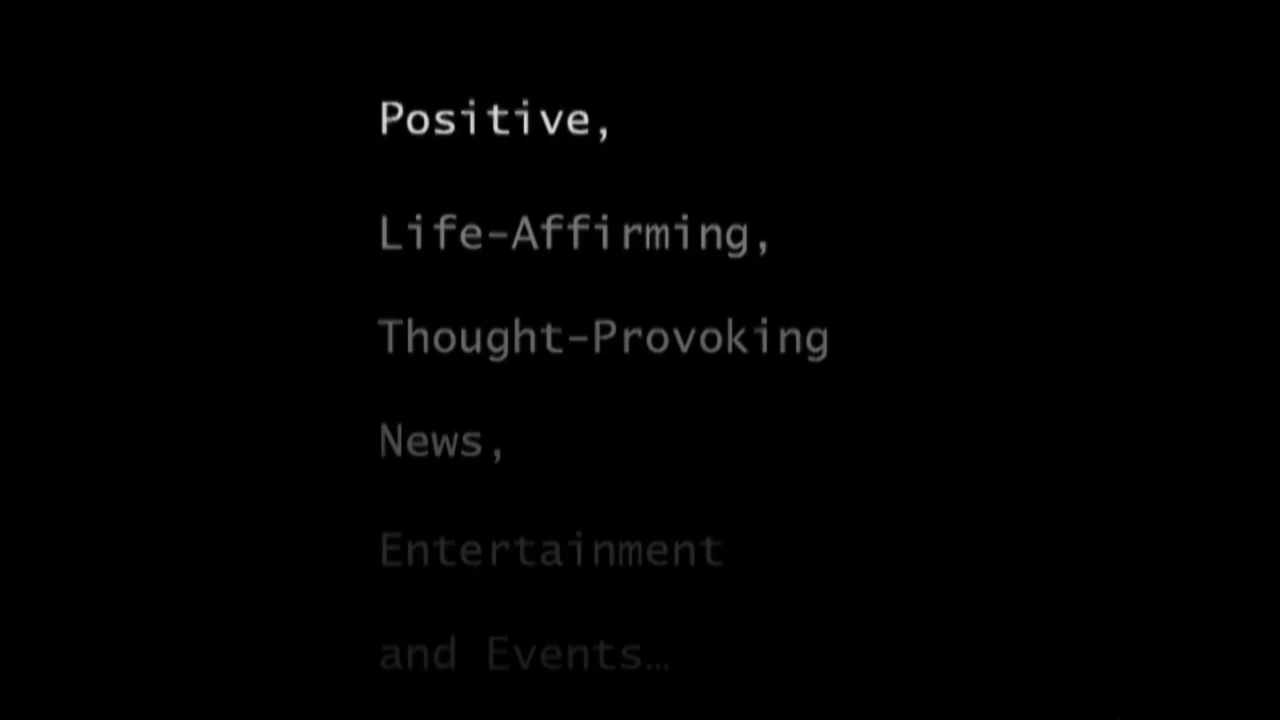 Positive,
Life-Affirming,
Thought-Provoking
News,
Entertainment
and Events…